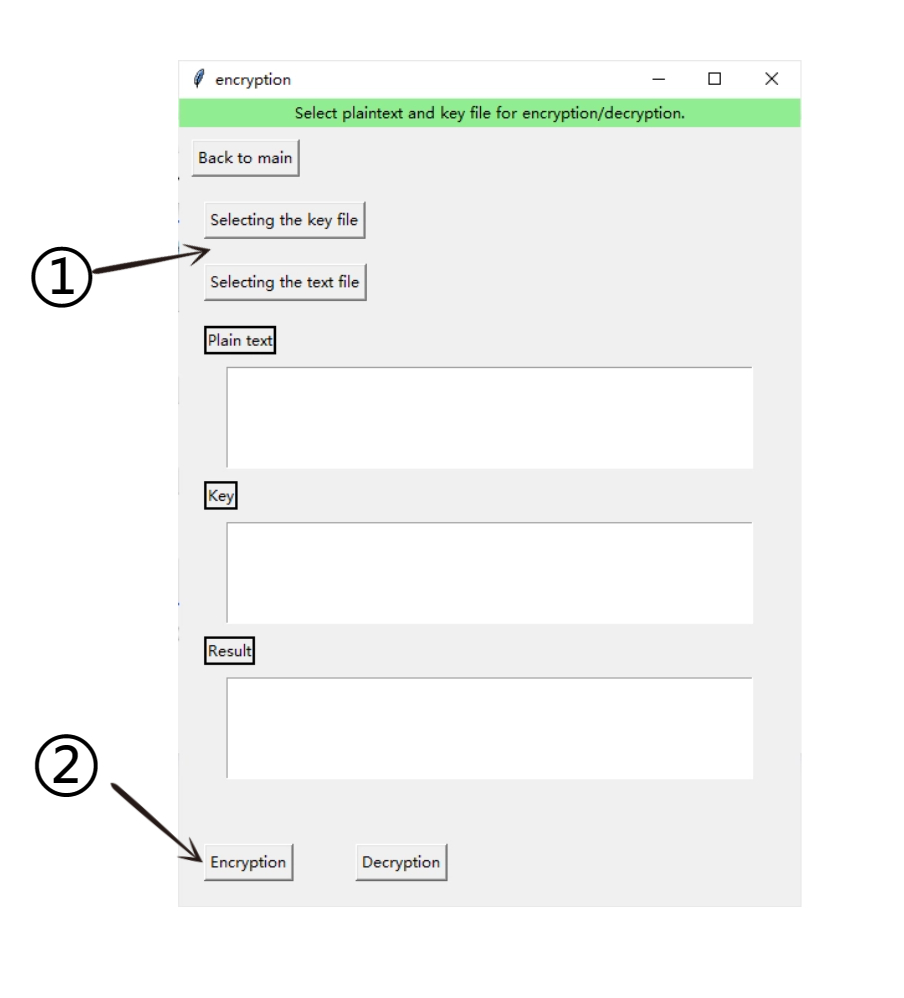 encryption
Select plaintext and key file for encryption/decryption.
Back to main
Selecting the key file
①
Selecting the text file
Plain text
Key
Result
②
Encryption Decryption